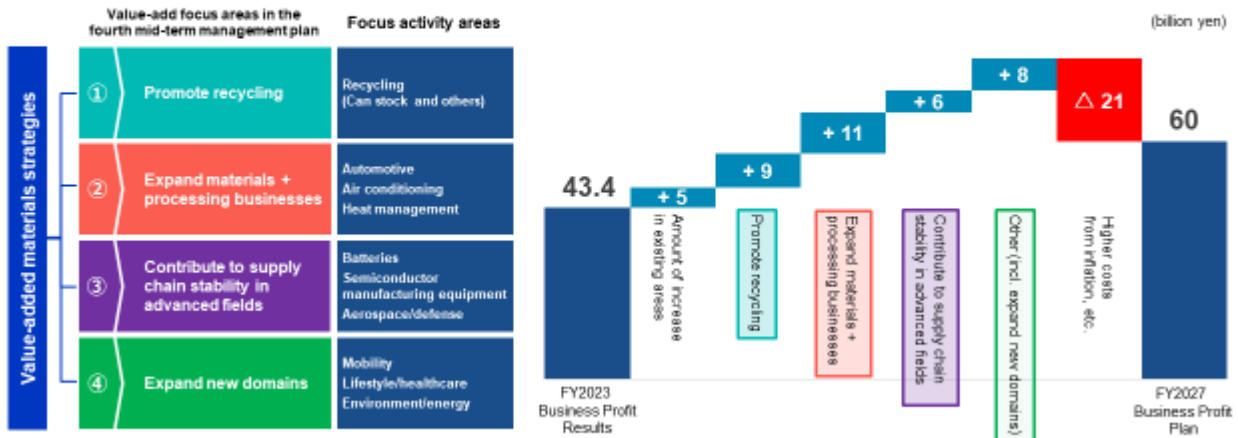 Value-added materials strategies
Value-add focus areas in the
fourth mid-term management plan
Focus activity areas
①
Promote recycling
Recycling
(Can stock and others)
②
Expand materials +
processing businesses
Automotive
Air conditioning
Heat management
③
Contribute to supply
chain stability in
advanced fields
Batteries
Semiconductor
manufacturing equipment
Aerospace/defense
④
Expand new domains
Mobility
Lifestyle/healthcare
Environment/energy
(billion yen)
43.4
+ 5
+ 9
+ 11
+ 6
+ 8
△ 21
60
FY2023
Business Profit
Results
Amount of increase
in existing areas
Promote recycling
Expand materials +
processing businesses
Contribute to supply chain
stability in advanced fields
Other (incl. expand new domains)
Higher costs
from inflation, etc.
FY2027
Business Profit
Plan